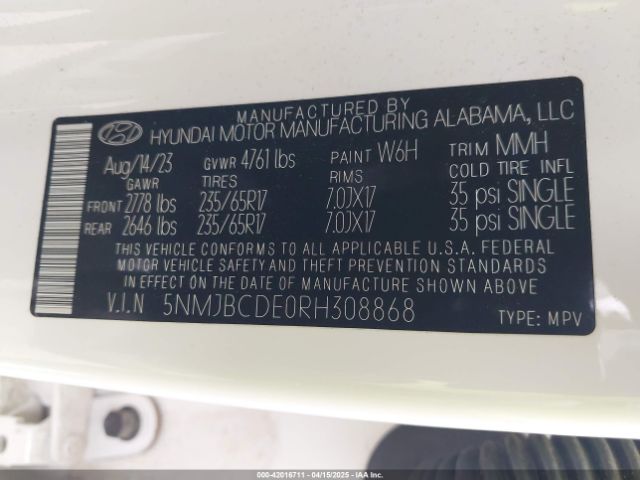 MANUFACTURED BY
HYUNDAI MOTOR MANUFACTURING ALABAMA, LLC
Aug/14/23 GVWR 4761 lbs PAINT W6H TRIM MMH
GAWR TIRES RIMS COLD TIRE INFL
FRONT 2778 lbs 235/65R17 7.0JX17 35 psi SINGLE
REAR 2646 lbs 235/65R17 7.0JX17 35 psi SINGLE
THIS VEHICLE CONFORMS TO ALL APPLICABLE U.S.A. FEDERAL
MOTOR VEHICLE SAFETY AND THEFT PREVENTION STANDARDS
IN EFFECT ON THE DATE OF MANUFACTURE SHOWN ABOVE
V.I.N 5NMJBCDE0RH308868 TYPE: MPV
000-42016711 - 04/15/2025 - Copyright IAA, Inc